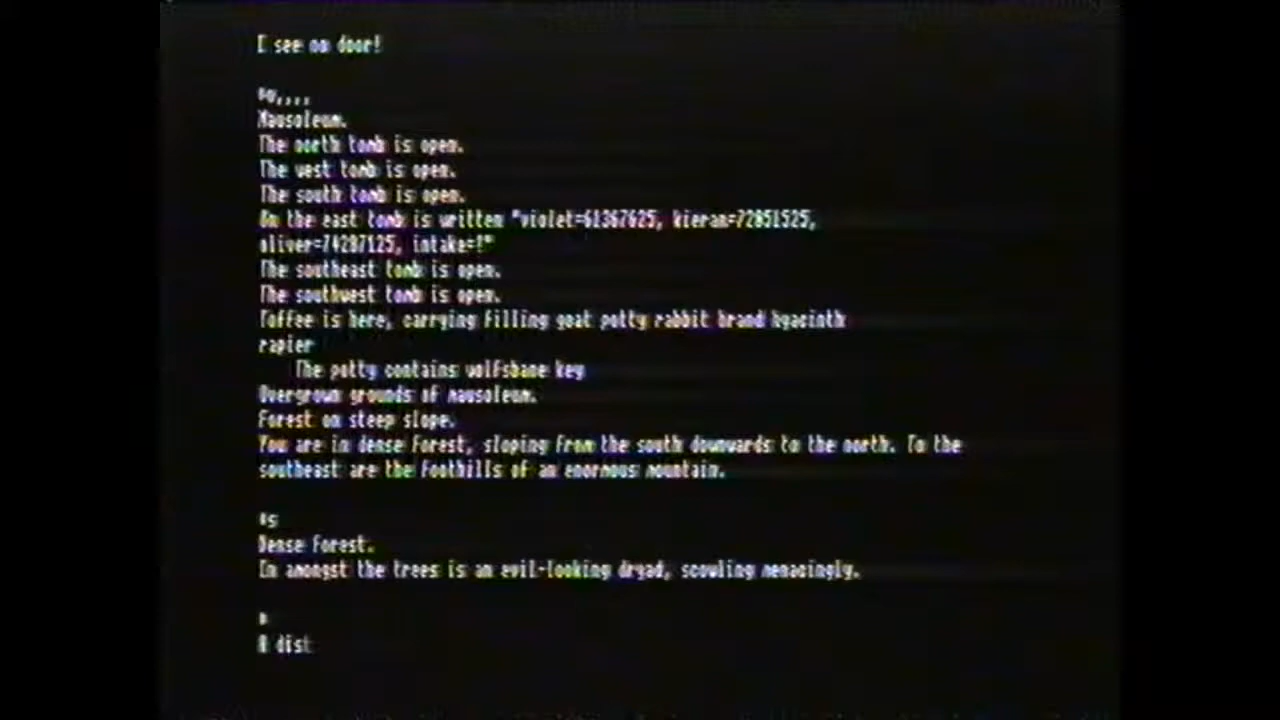 I see no door!
*w,,,,
Mausoleum.
The north tomb is open.
The west tomb is open.
The south tomb is open.
On the east tomb is written "violet=61367625, kieran=72851525,
oliver=74287125, intake=!"
The southeast tomb is open.
The southwest tomb is open.
Toffee is here, carrying filling goat potty rabbit brand hyacinth
rapier
The potty contains wolfsbane key
Overgrown grounds of mausoleum.
Forest on steep slope.
You are in dense forest, sloping from the south downwards to the north. To the
southeast are the foothills of an enormous mountain.
*s
Dense forest.
In amongst the trees is an evil-looking dryad, scowling menacingly.
*
A dist